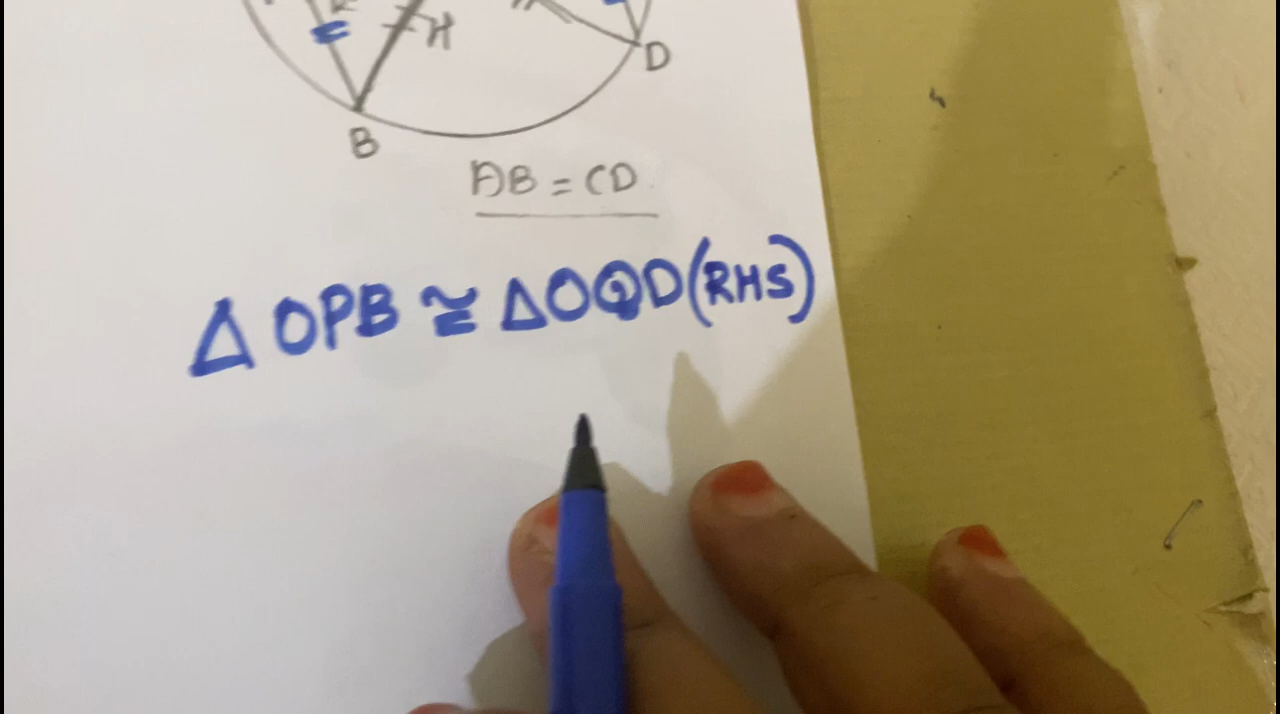 H
D
B
AB = CD
Δ OPB ≅ ΔOQD(RHS)